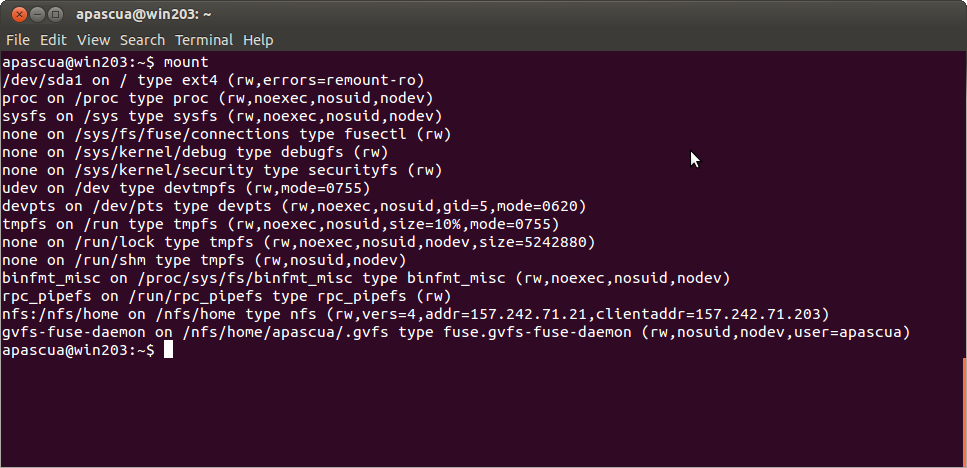 apascua@win203: ~
File Edit View Search Terminal Help
apascua@win203:~$ mount
/dev/sda1 on / type ext4 (rw,errors=remount-ro)
proc on /proc type proc (rw,noexec,nosuid,nodev)
sysfs on /sys type sysfs (rw,noexec,nosuid,nodev)
none on /sys/fs/fuse/connections type fusectl (rw)
none on /sys/kernel/debug type debugfs (rw)
none on /sys/kernel/security type securityfs (rw)
udev on /dev type devtmpfs (rw,mode=0755)
devpts on /dev/pts type devpts (rw,noexec,nosuid,gid=5,mode=0620)
tmpfs on /run type tmpfs (rw,noexec,nosuid,size=10%,mode=0755)
none on /run/lock type tmpfs (rw,noexec,nosuid,nodev,size=5242880)
none on /run/shm type tmpfs (rw,nosuid,nodev)
binfmt_misc on /proc/sys/fs/binfmt_misc type binfmt_misc (rw,noexec,nosuid,nodev)
rpc_pipefs on /run/rpc_pipefs type rpc_pipefs (rw)
nfs:/nfs/home on /nfs/home type nfs (rw,vers=4,addr=157.242.71.21,clientaddr=157.242.71.203)
gvfs-fuse-daemon on /nfs/home/apascua/.gvfs type fuse.gvfs-fuse-daemon (rw,nosuid,nodev,user=apascua)
apascua@win203:~$